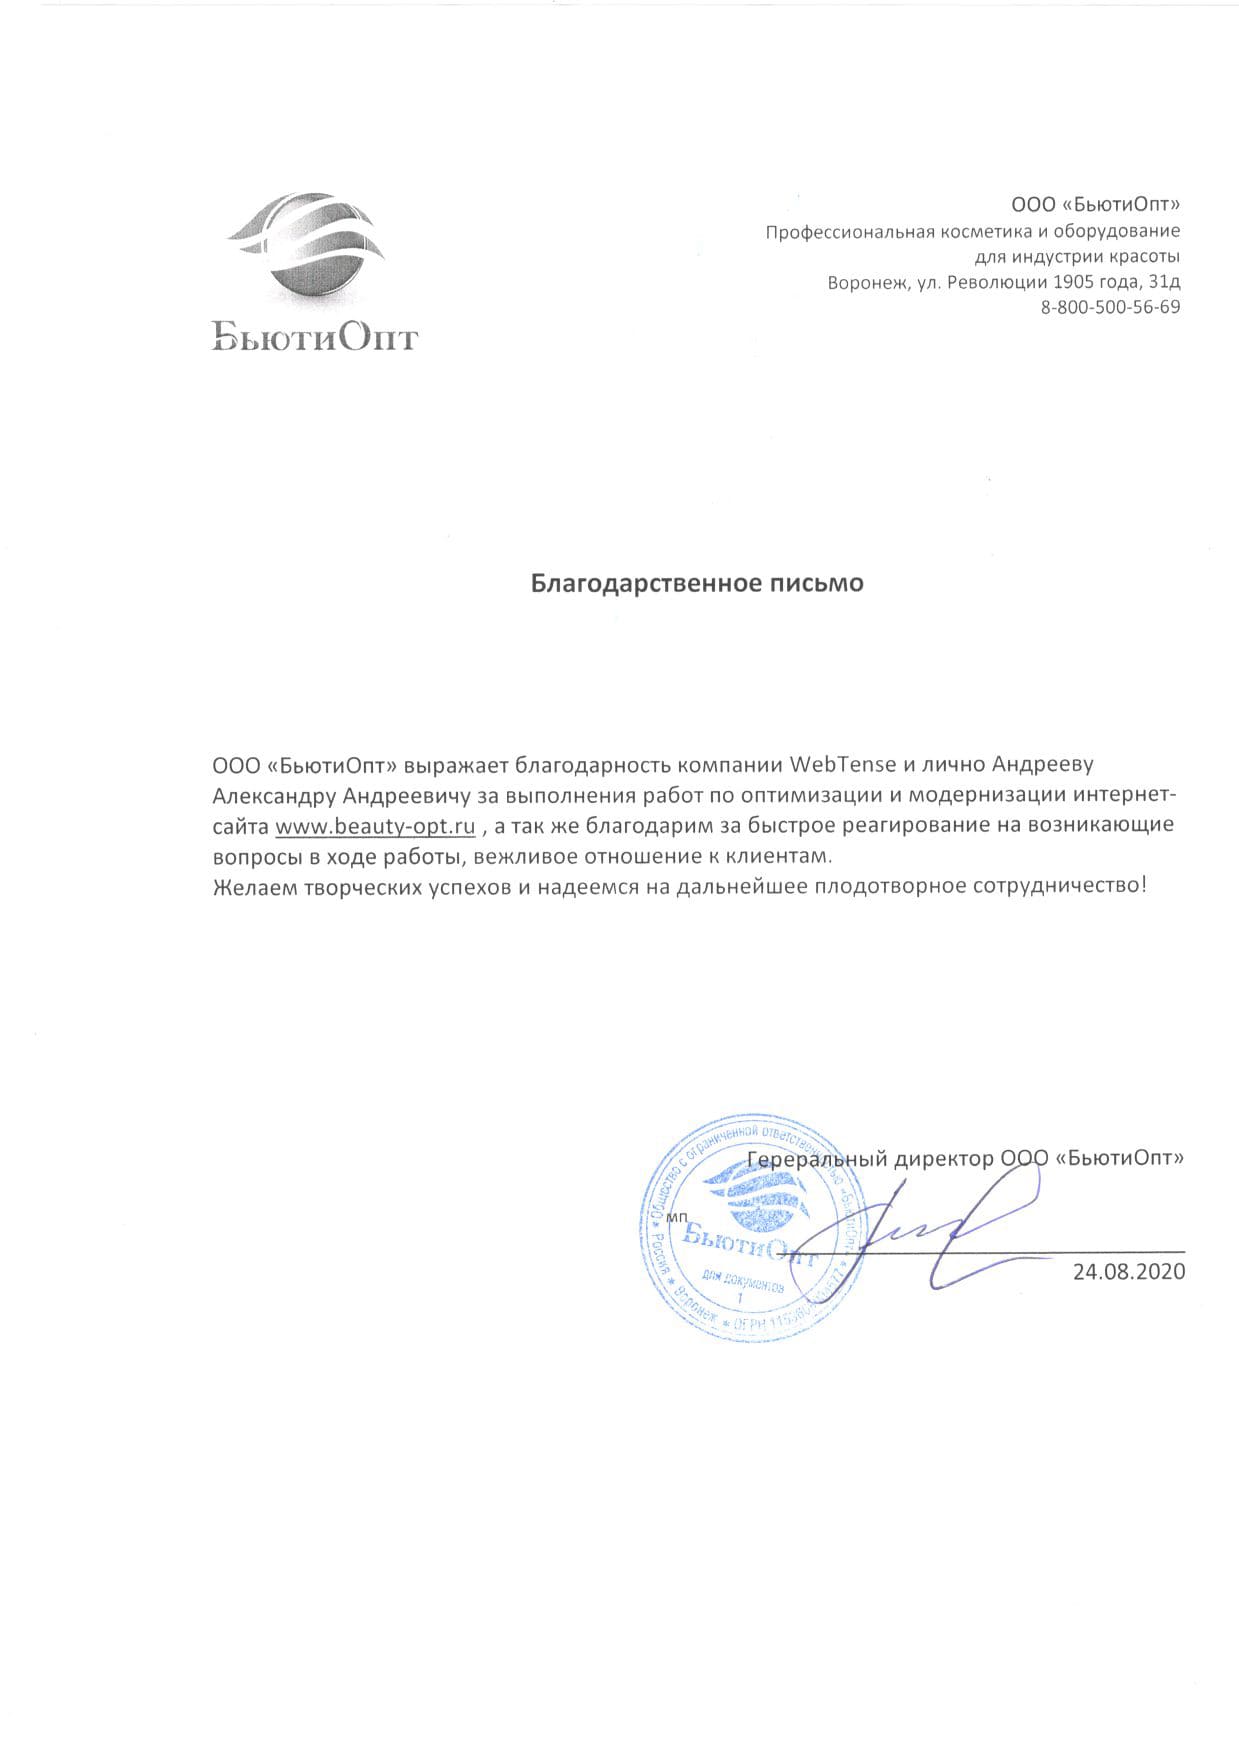 БьютиОпт
ООО «БьютиОпт»
Профессиональная косметика и оборудование
для индустрии красоты
Воронеж, ул. Революции 1905 года, 31д
8-800-500-56-69
Благодарственное письмо
ООО «БьютиОпт» выражает благодарность компании WebTense и лично Андрееву
Александру Андреевичу за выполнения работ по оптимизации и модернизации интернет-
сайта www.beauty-opt.ru , а так же благодарим за быстрое реагирование на возникающие
вопросы в ходе работы, вежливое отношение к клиентам.
Желаем творческих успехов и надеемся на дальнейшее плодотворное сотрудничество!
Гереральный директор ООО «БьютиОпт»
мп
24.08.2020
Общество с ограниченной ответственностью «БьютиОпт»
Россия * Воронеж * ОГРН
БьютиОпт
для документов
1